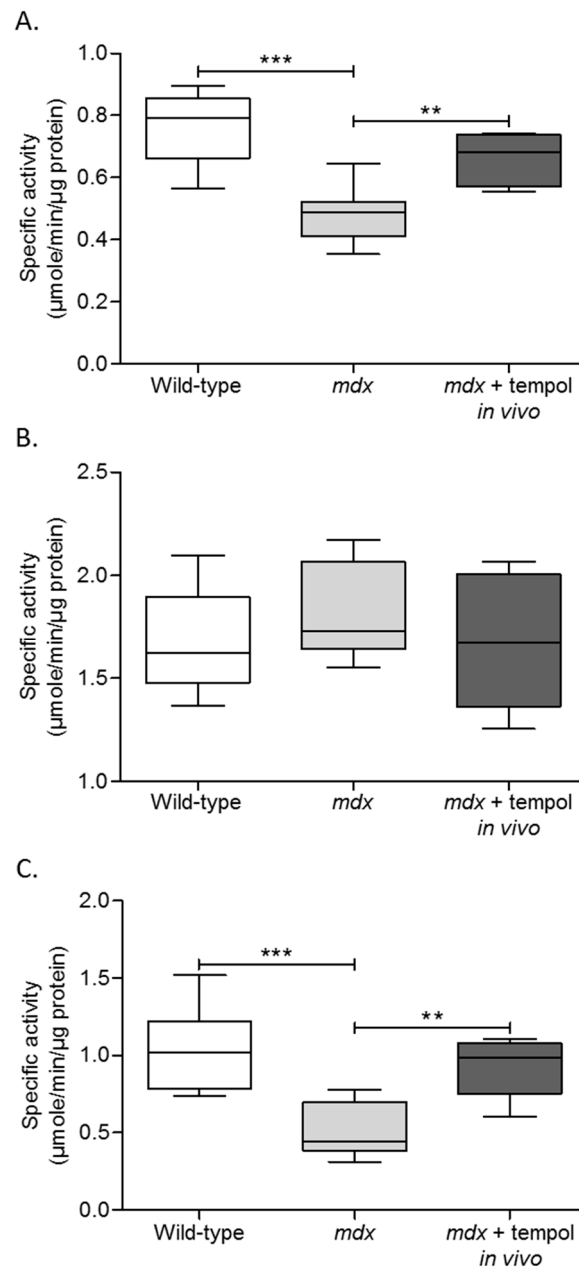 A.
Specific activity
(µmole/min/µg protein)
1.0
0.8
0.6
0.4
0.2
0.0
***
**
Wild-type
mdx
mdx + tempol
in vivo
B.
Specific activity
(µmole/min/µg protein)
2.5
2.0
1.5
1.0
Wild-type
mdx
mdx + tempol
in vivo
C.
Specific activity
(µmole/min/µg protein)
2.0
1.5
1.0
0.5
0.0
***
**
Wild-type
mdx
mdx + tempol
in vivo